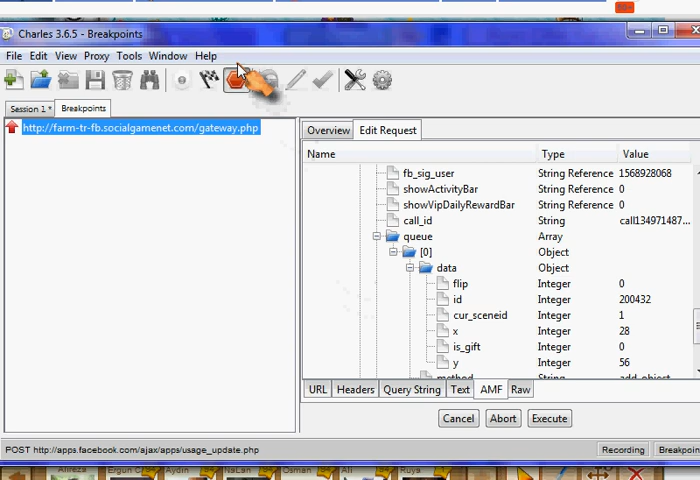 Charles 3.6.5 - Breakpoints
File Edit View Proxy Tools Window Help
Session 1 * Breakpoints
http://farm-tr-fb.socialgamenet.com/gateway.php
Overview Edit Request
Name Type Value
fb_sig_user String Reference 1568928068
showActivityBar String Reference 0
showVipDailyRewardBar String Reference 0
call_id String call134971487...
queue Array
[0] Object
data Object
flip Integer 0
id Integer 200432
cur_sceneid Integer 1
x Integer 28
is_gift Integer 0
y Integer 56
method String add_object
URL Headers Query String Text AMF Raw
Cancel Abort Execute
POST http://apps.facebook.com/ajax/apps/usage_update.php Recording Breakpoin
Alireza Ergun C Aydin NaLan Osman Ali Ruya